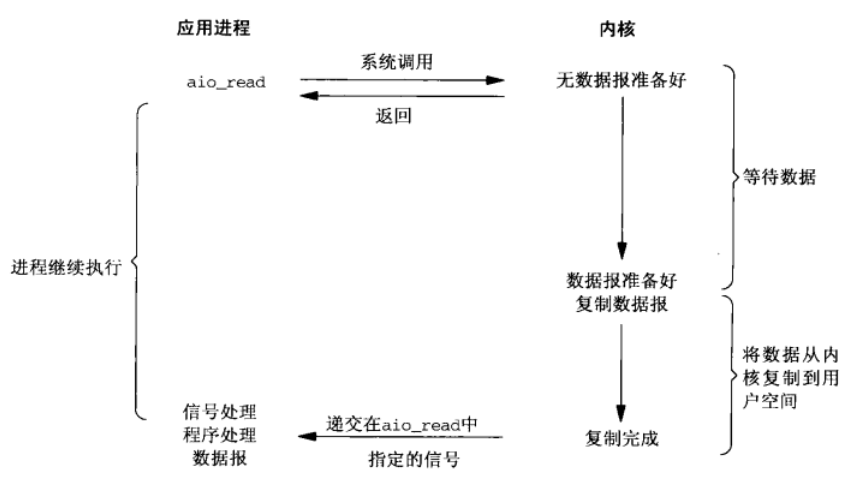 应用进程
内核
系统调用
aio_read
无数据报准备好
返回
等待数据
进程继续执行
数据报准备好
复制数据报
将数据从内
核复制到用
户空间
信号处理
程序处理
数据报
递交在aio_read中
指定的信号
复制完成